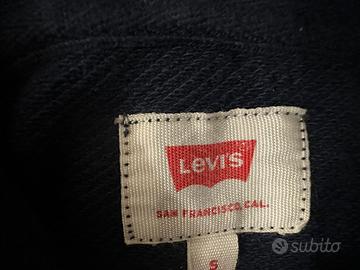 Levi's
SAN FRANCISCO, CAL.
S
subito